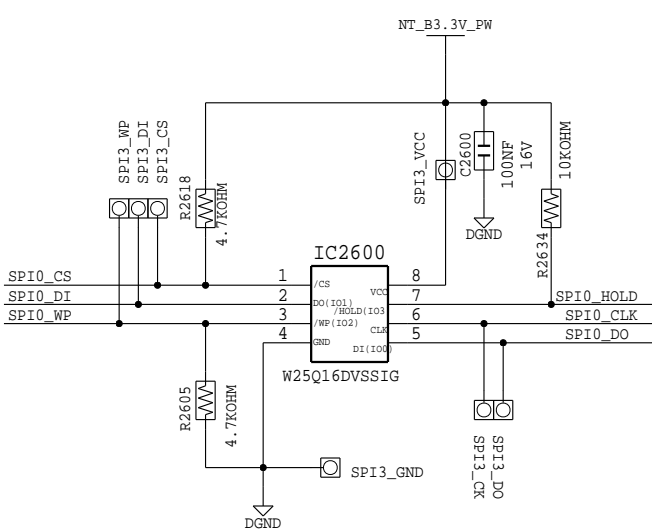 NT_B3.3V_PW
SPI3_WP
SPI3_DI
SPI3_CS
R2618
4.7KOHM
SPI3_VCC
C2600
100NF
16V
10KOHM
R2634
DGND
IC2600
SPI0_CS
SPI0_DI
SPI0_WP
1
2
3
4
/CS
DO(IO1)
/WP(IO2)
GND
VCC
/HOLD(IO3
CLK
DI(IO0)
8
7
6
5
SPI0_HOLD
SPI0_CLK
SPI0_DO
W25Q16DVSSIG
R2605
4.7KOHM
SPI3_CK
SPI3_DO
SPI3_GND
DGND